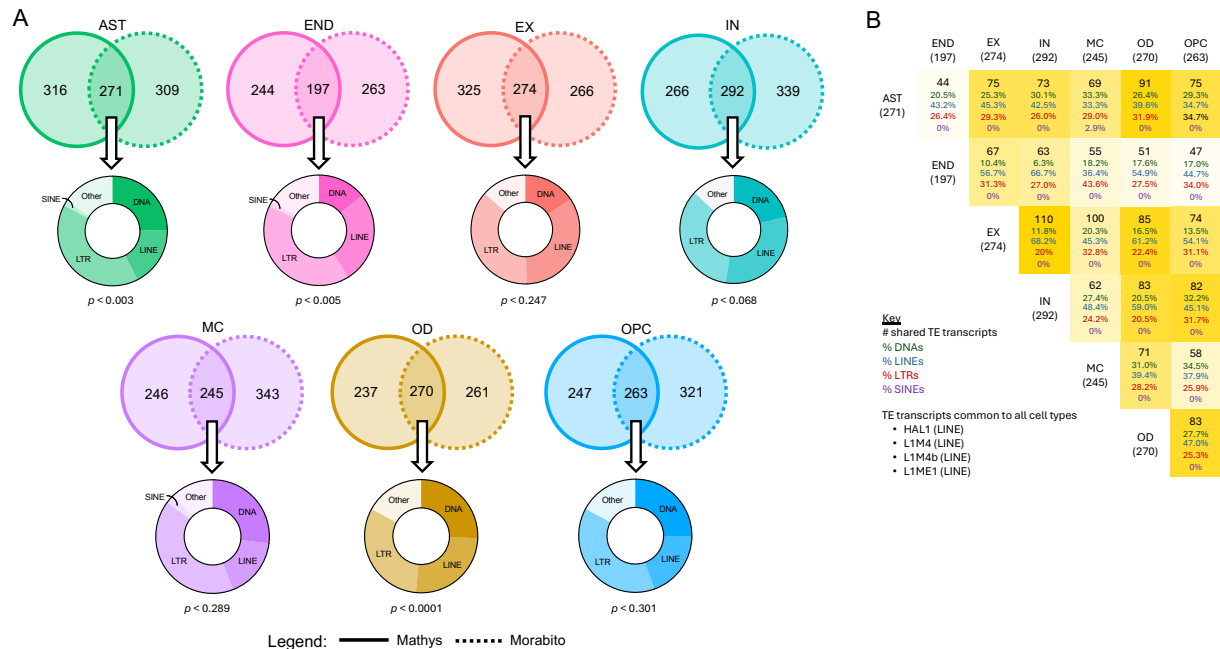 A
AST
316 271 309
Other
DNA
LINE
LTR
SINE
p < 0.003
END
244 197 263
Other
DNA
LINE
LTR
SINE
p < 0.005
EX
325 274 266
Other
DNA
LINE
LTR
p < 0.247
IN
266 292 339
Other
DNA
LINE
LTR
p < 0.068
MC
246 245 343
Other
DNA
LINE
LTR
SINE
p < 0.289
OD
237 270 261
Other
DNA
LINE
LTR
p < 0.0001
OPC
247 263 321
Other
DNA
LINE
LTR
p < 0.301
Legend: Mathys Morabito
B
END EX IN MC OD OPC
(197) (274) (292) (245) (270) (263)
AST
(271)
44 75 73 69 91 75
20.5% 25.3% 30.1% 33.3% 26.4% 29.3%
43.2% 45.3% 42.5% 33.3% 39.6% 34.7%
26.4% 29.3% 26.0% 29.0% 31.9% 34.7%
0% 0% 0% 2.9% 0% 0%
END
(197)
67 63 55 51 47
10.4% 6.3% 18.2% 17.6% 17.0%
56.7% 66.7% 36.4% 54.9% 44.7%
31.3% 27.0% 43.6% 27.5% 34.0%
0% 0% 0% 0% 0%
EX
(274)
110 100 85 74
11.8% 20.3% 16.5% 13.5%
68.2% 45.3% 61.2% 54.1%
20% 32.8% 22.4% 31.1%
0% 0% 0% 0%
IN
(292)
62 83 82
27.4% 20.5% 32.2%
48.4% 59.0% 45.1%
24.2% 20.5% 31.7%
0% 0% 0%
MC
(245)
71 58
31.0% 34.5%
39.4% 37.9%
28.2% 25.9%
0% 0%
OD
(270)
83
27.7%
47.0%
25.3%
0%
Key
# shared TE transcripts
% DNAs
% LINEs
% LTRs
% SINEs
TE transcripts common to all cell types
• HAL1 (LINE)
• L1M4 (LINE)
• L1M4b (LINE)
• L1ME1 (LINE)